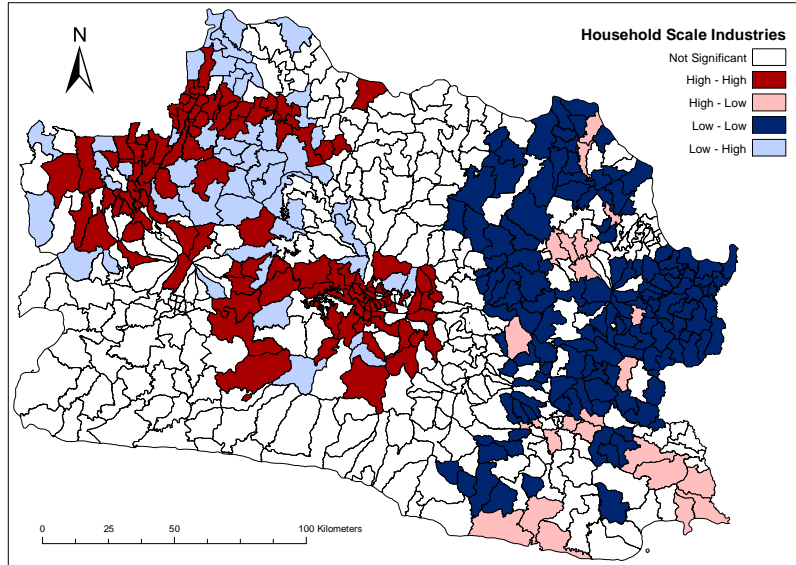 N
Household Scale Industries
Not Significant
High - High
High - Low
Low - Low
Low - High
0 25 50 100 Kilometers